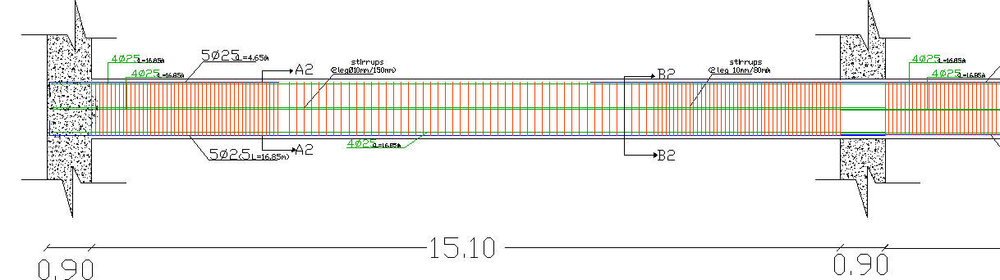 4Ø25 L=16.85m
4Ø25 L=16.85m
5Ø25 L=4.65m
A2
stirrups
(2legØ10mm/150mm)
B2
stirrups
(2leg 10mm/80mm
4Ø25 L=16.85m
4Ø25 L=16.85m
5Ø25(L=16.85m)
A2
4Ø25 L=16.85m
B2
15.10
0.90
0.90